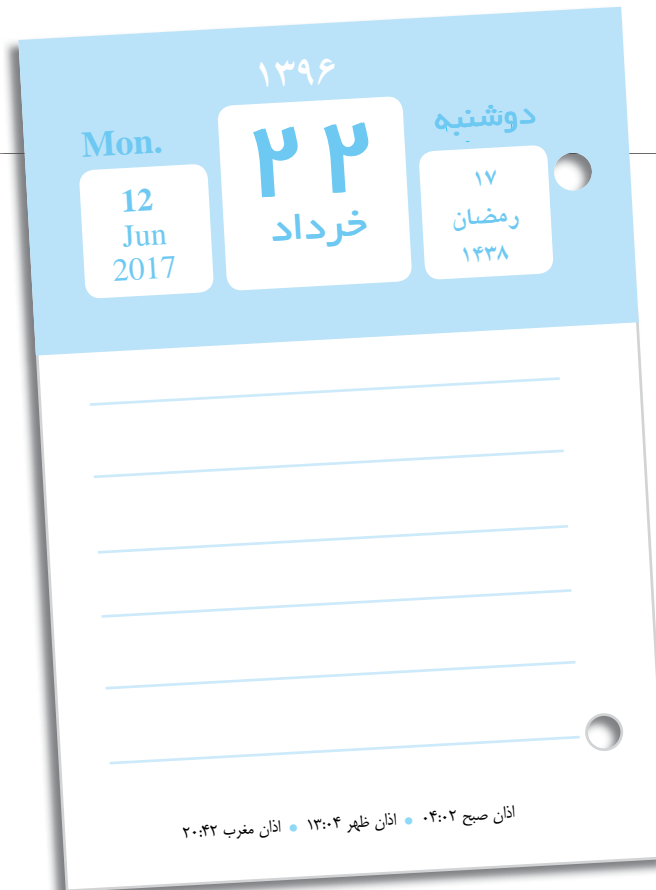 ۱۳۹۶
دوشنبه
۱۷
رمضان
۱۴۳۸
۲۲
خرداد
Mon.
12
Jun
2017
اذان صبح ۰۴:۰۲ • اذان ظهر ۱۳:۰۴ • اذان مغرب ۲۰:۴۲